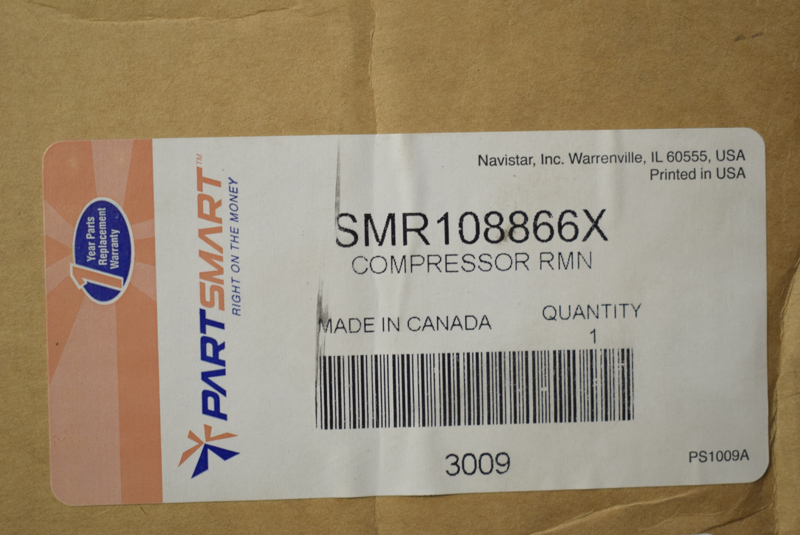 1
Year Parts
Replacement
Warranty
PARTSMART™
RIGHT ON THE MONEY
Navistar, Inc. Warrenville, IL 60555, USA
Printed in USA
SMR108866X
COMPRESSOR RMN
MADE IN CANADA
QUANTITY
1
3009
PS1009A